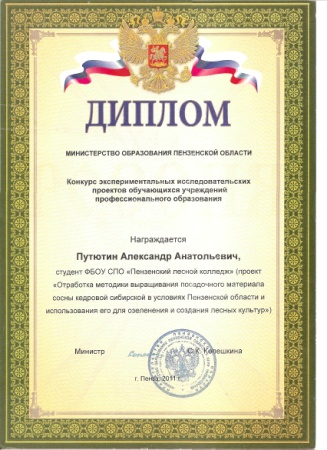 ДИПЛОМ
МИНИСТЕРСТВО ОБРАЗОВАНИЯ ПЕНЗЕНСКОЙ ОБЛАСТИ
Конкурс экспериментальных исследовательских
проектов обучающихся учреждений
профессионального образования
Награждается
Путютин Александр Анатольевич,
студент ФБОУ СПО «Пензенский лесной колледж» (проект
«Отработка методики выращивания посадочного материала
сосны кедровой сибирской в условиях Пензенской области и
использования его для озеленения и создания лесных культур»)
Министр С.К. Копешкина
г. Пенза, 2011 г.